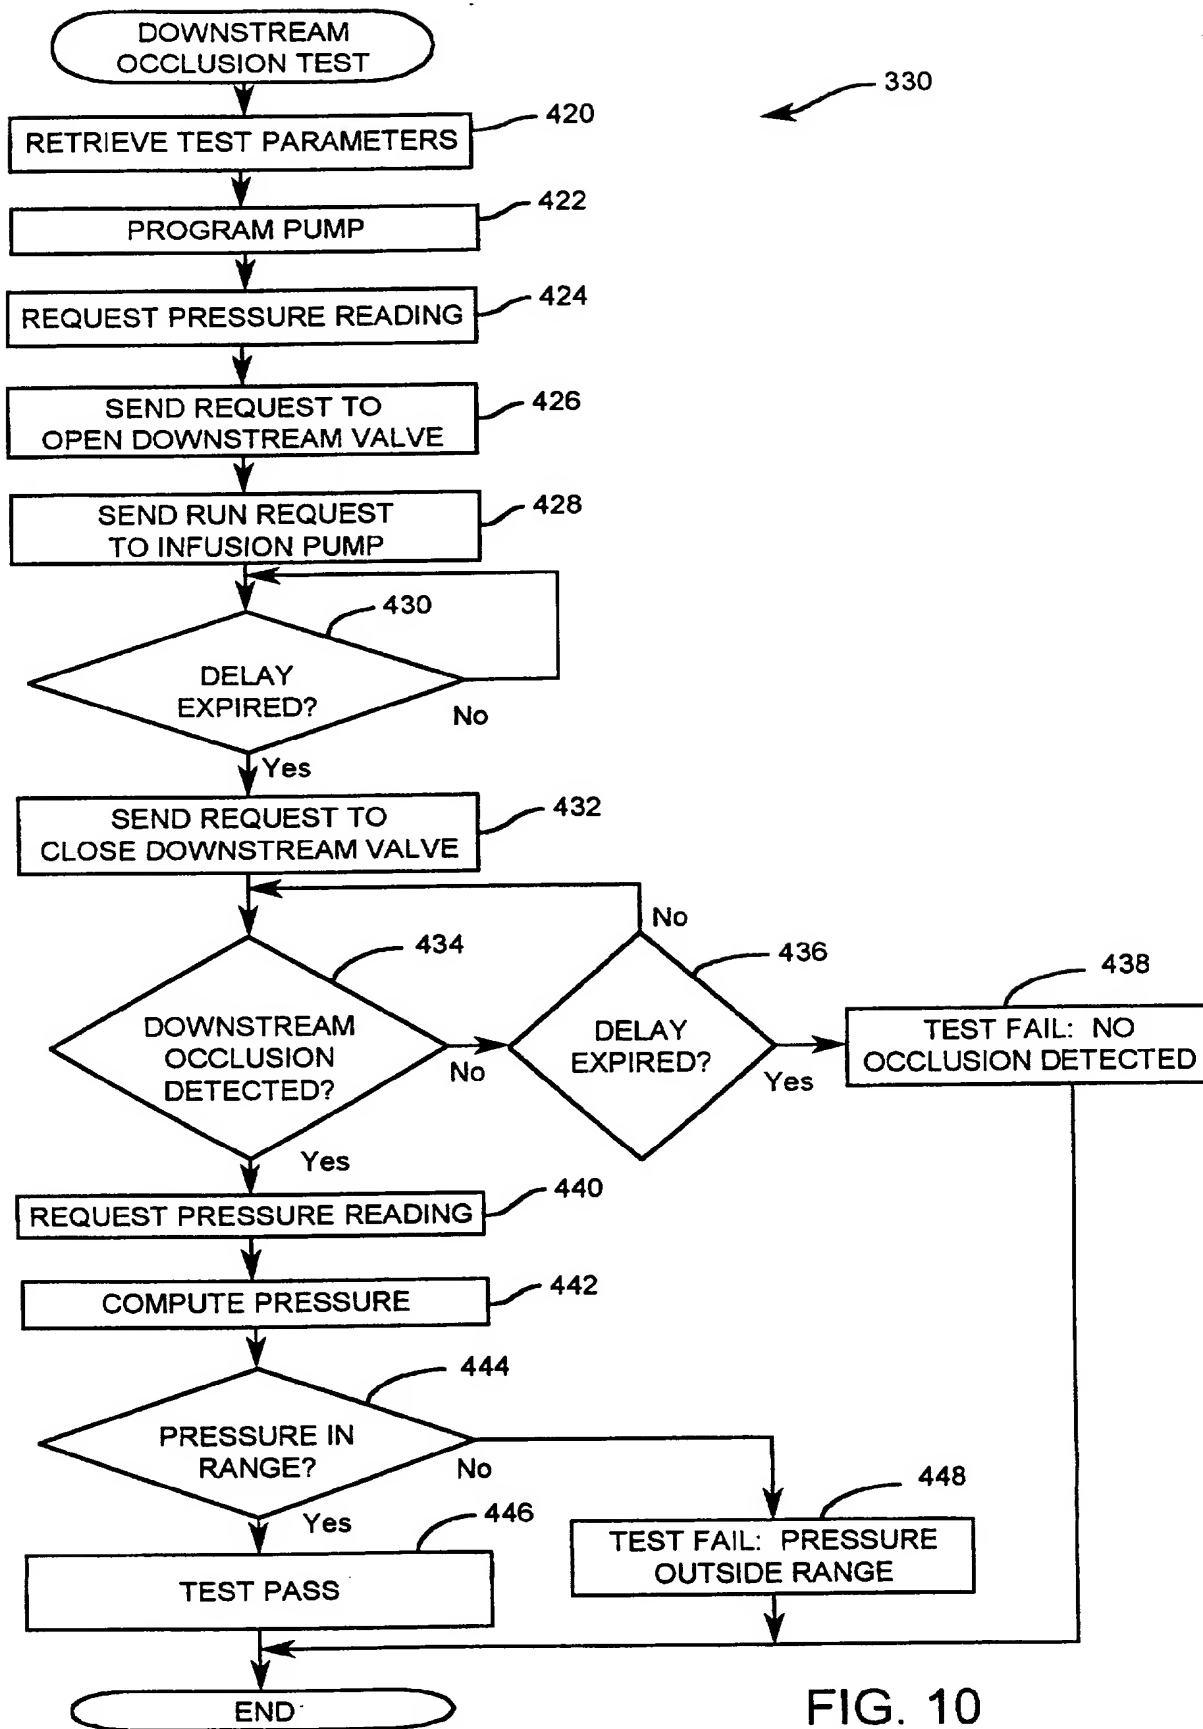 DOWNSTREAM
OCCLUSION TEST
330
420
RETRIEVE TEST PARAMETERS
422
PROGRAM PUMP
424
REQUEST PRESSURE READING
426
SEND REQUEST TO
OPEN DOWNSTREAM VALVE
428
SEND RUN REQUEST
TO INFUSION PUMP
430
DELAY
EXPIRED?
No
Yes
432
SEND REQUEST TO
CLOSE DOWNSTREAM VALVE
434
DOWNSTREAM
OCCLUSION
DETECTED?
No
Yes
No
436
DELAY
EXPIRED?
Yes
438
TEST FAIL: NO
OCCLUSION DETECTED
440
REQUEST PRESSURE READING
442
COMPUTE PRESSURE
444
PRESSURE IN
RANGE?
No
Yes
446
TEST PASS
448
TEST FAIL: PRESSURE
OUTSIDE RANGE
END
FIG. 10